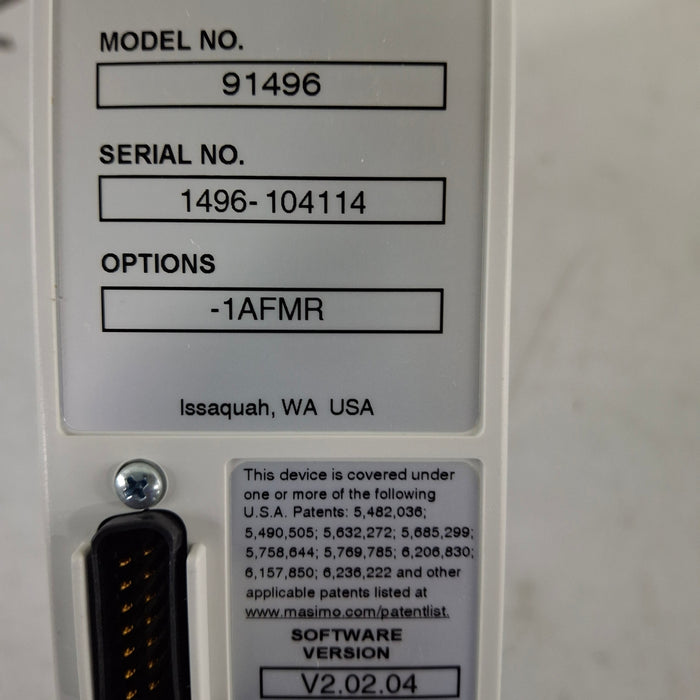 MODEL NO.
91496
SERIAL NO.
1496- 104114
OPTIONS
-1AFMR
Issaquah, WA USA
This device is covered under
one or more of the following
U.S.A. Patents: 5,482,036;
5,490,505; 5,632,272; 5,685,299;
5,758,644; 5,769,785; 6,206,830;
6,157,850; 6,236,222 and other
applicable patents listed at
www.masimo.com/patentlist.
SOFTWARE
VERSION
V2.02.04